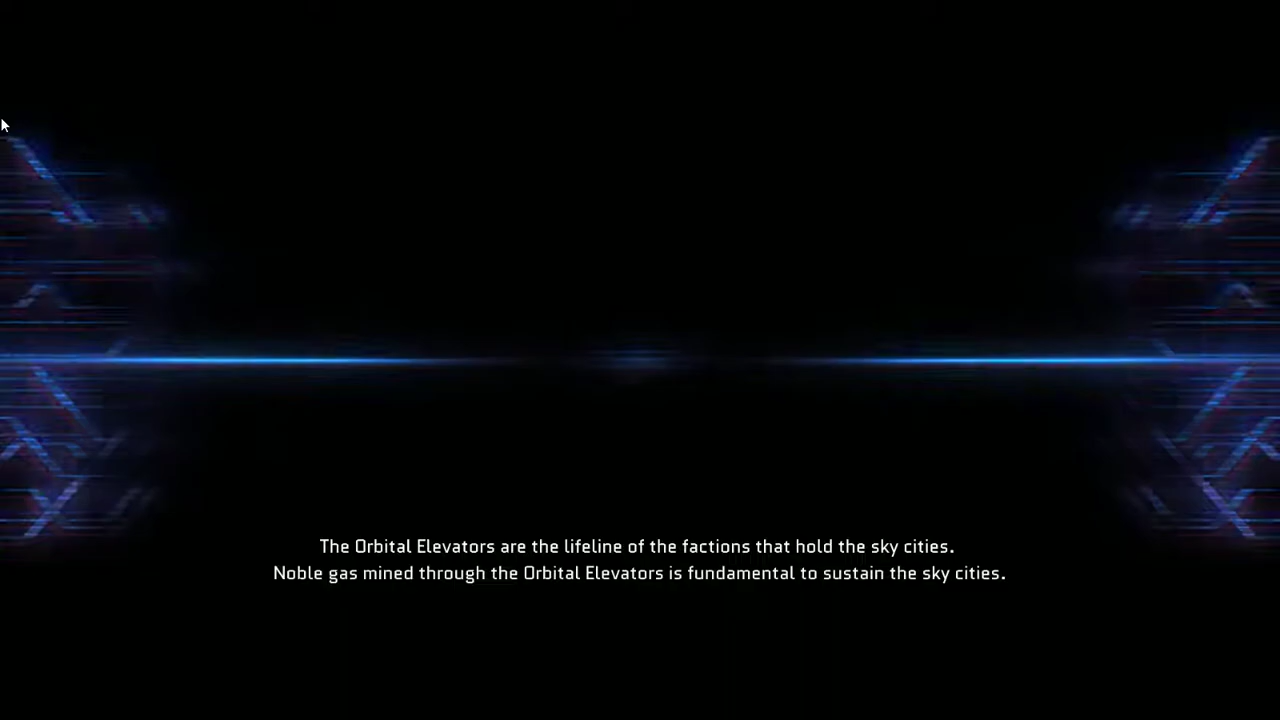 The Orbital Elevators are the lifeline of the factions that hold the sky cities.
Noble gas mined through the Orbital Elevators is fundamental to sustain the sky cities.